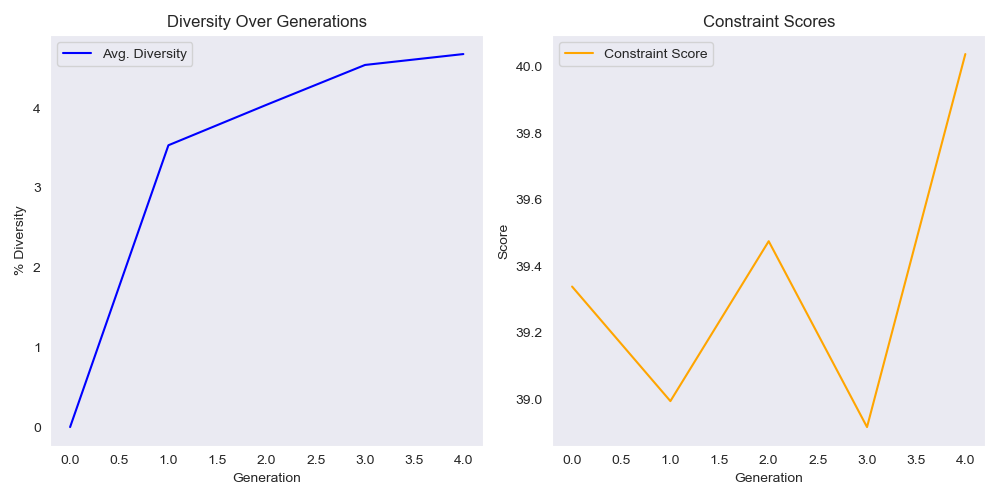 Diversity Over Generations
Avg. Diversity
4
3
2
1
0
% Diversity
0.0 0.5 1.0 1.5 2.0 2.5 3.0 3.5 4.0
Generation
Constraint Scores
Constraint Score
40.0
39.8
39.6
39.4
39.2
39.0
Score
0.0 0.5 1.0 1.5 2.0 2.5 3.0 3.5 4.0
Generation